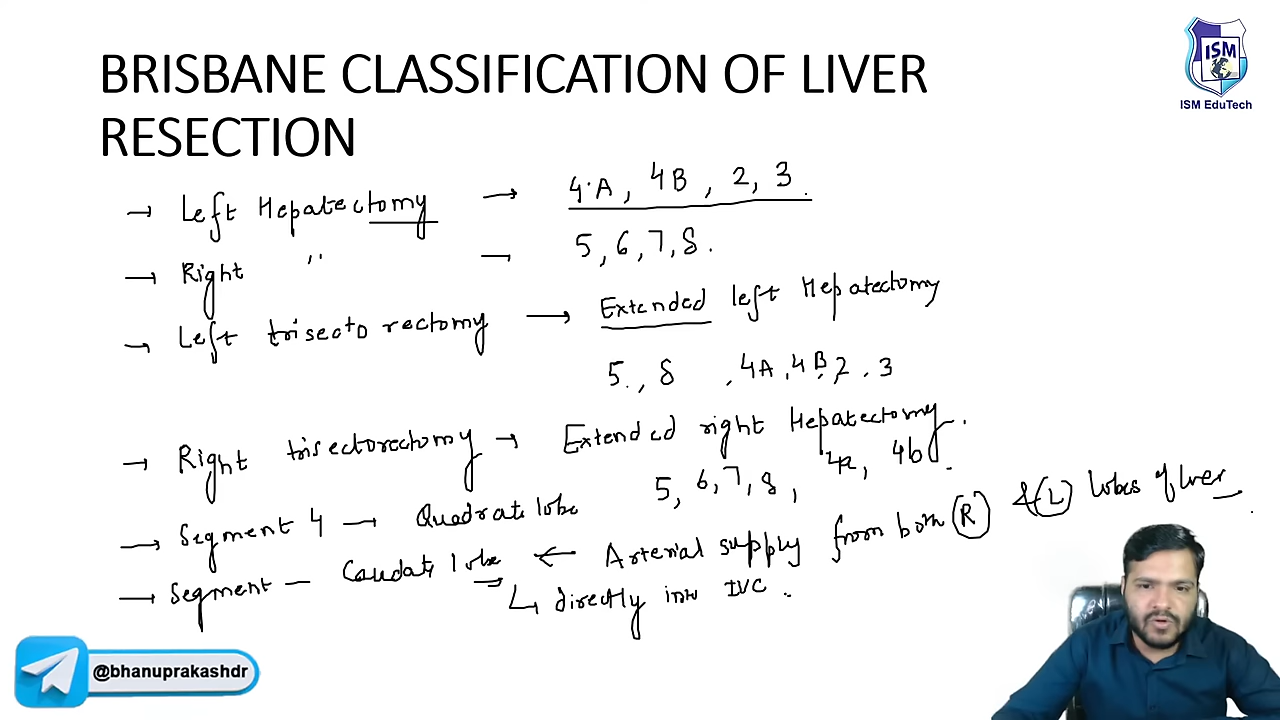 BRISBANE CLASSIFICATION OF LIVER
RESECTION
ISM
ISM EduTech
→ Left Hepatectomy → 4A, 4B, 2, 3.
→ Right " — 5, 6, 7, 8.
→ Left trisectorectomy → Extended left Hepatectomy
5, 8, 4A, 4B, 2, 3
→ Right trisectorectomy → Extended right Hepatectomy.
5, 6, 7, 8, 4a, 4b.
→ Segment 4 → Quadrate lobe
→ Segment — Caudate lobe ← Arterial supply from both (R) & (L) lobes of liver
↳ directly into IVC.
@bhanuprakashdr